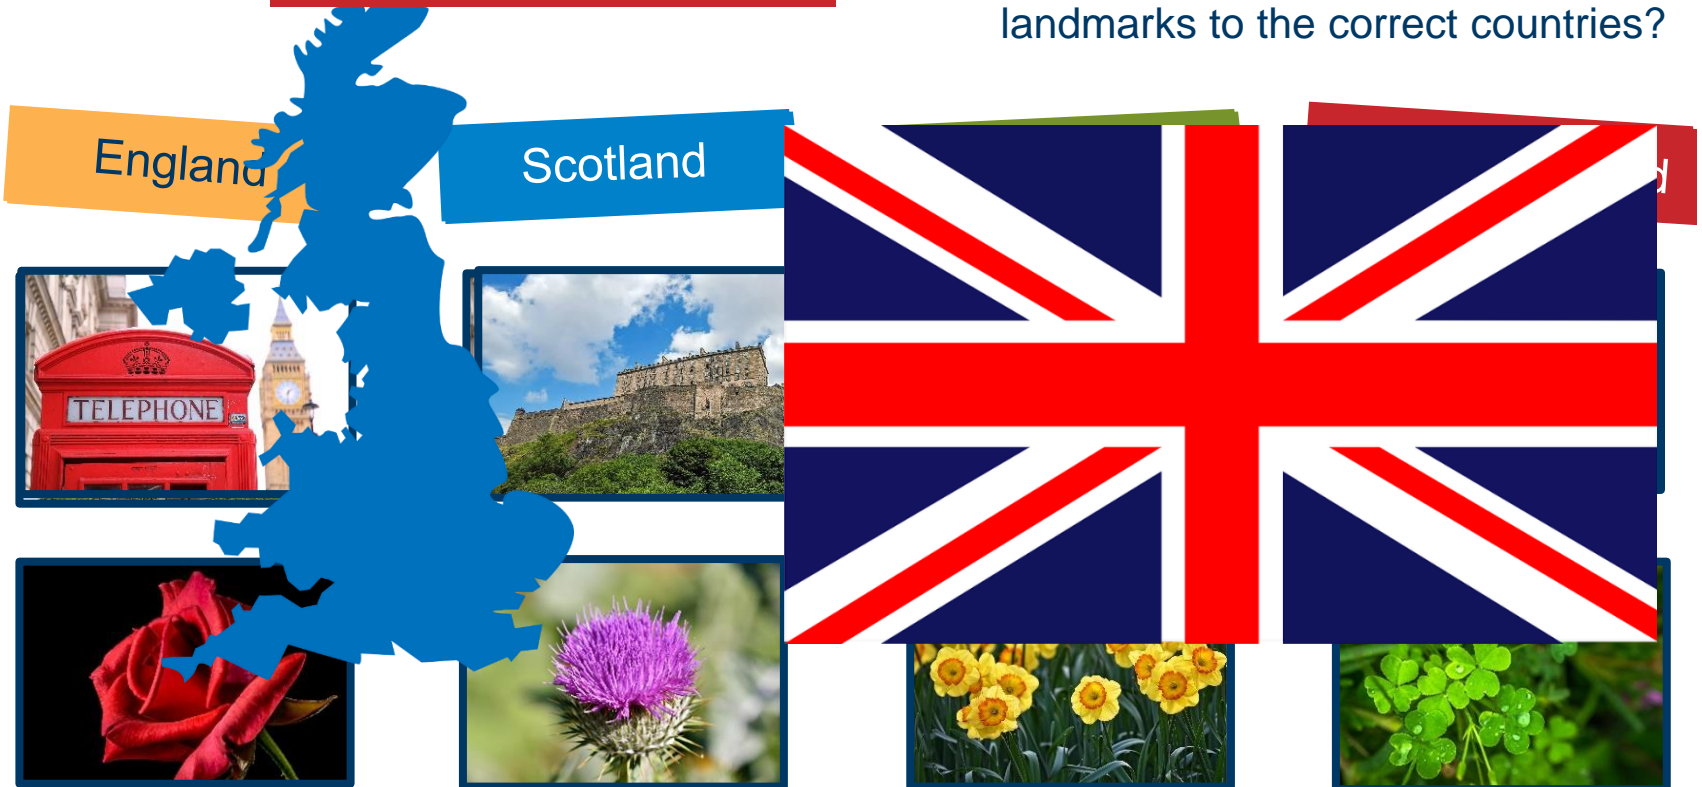 landmarks to the correct countries?
England
Scotland
TELEPHONE